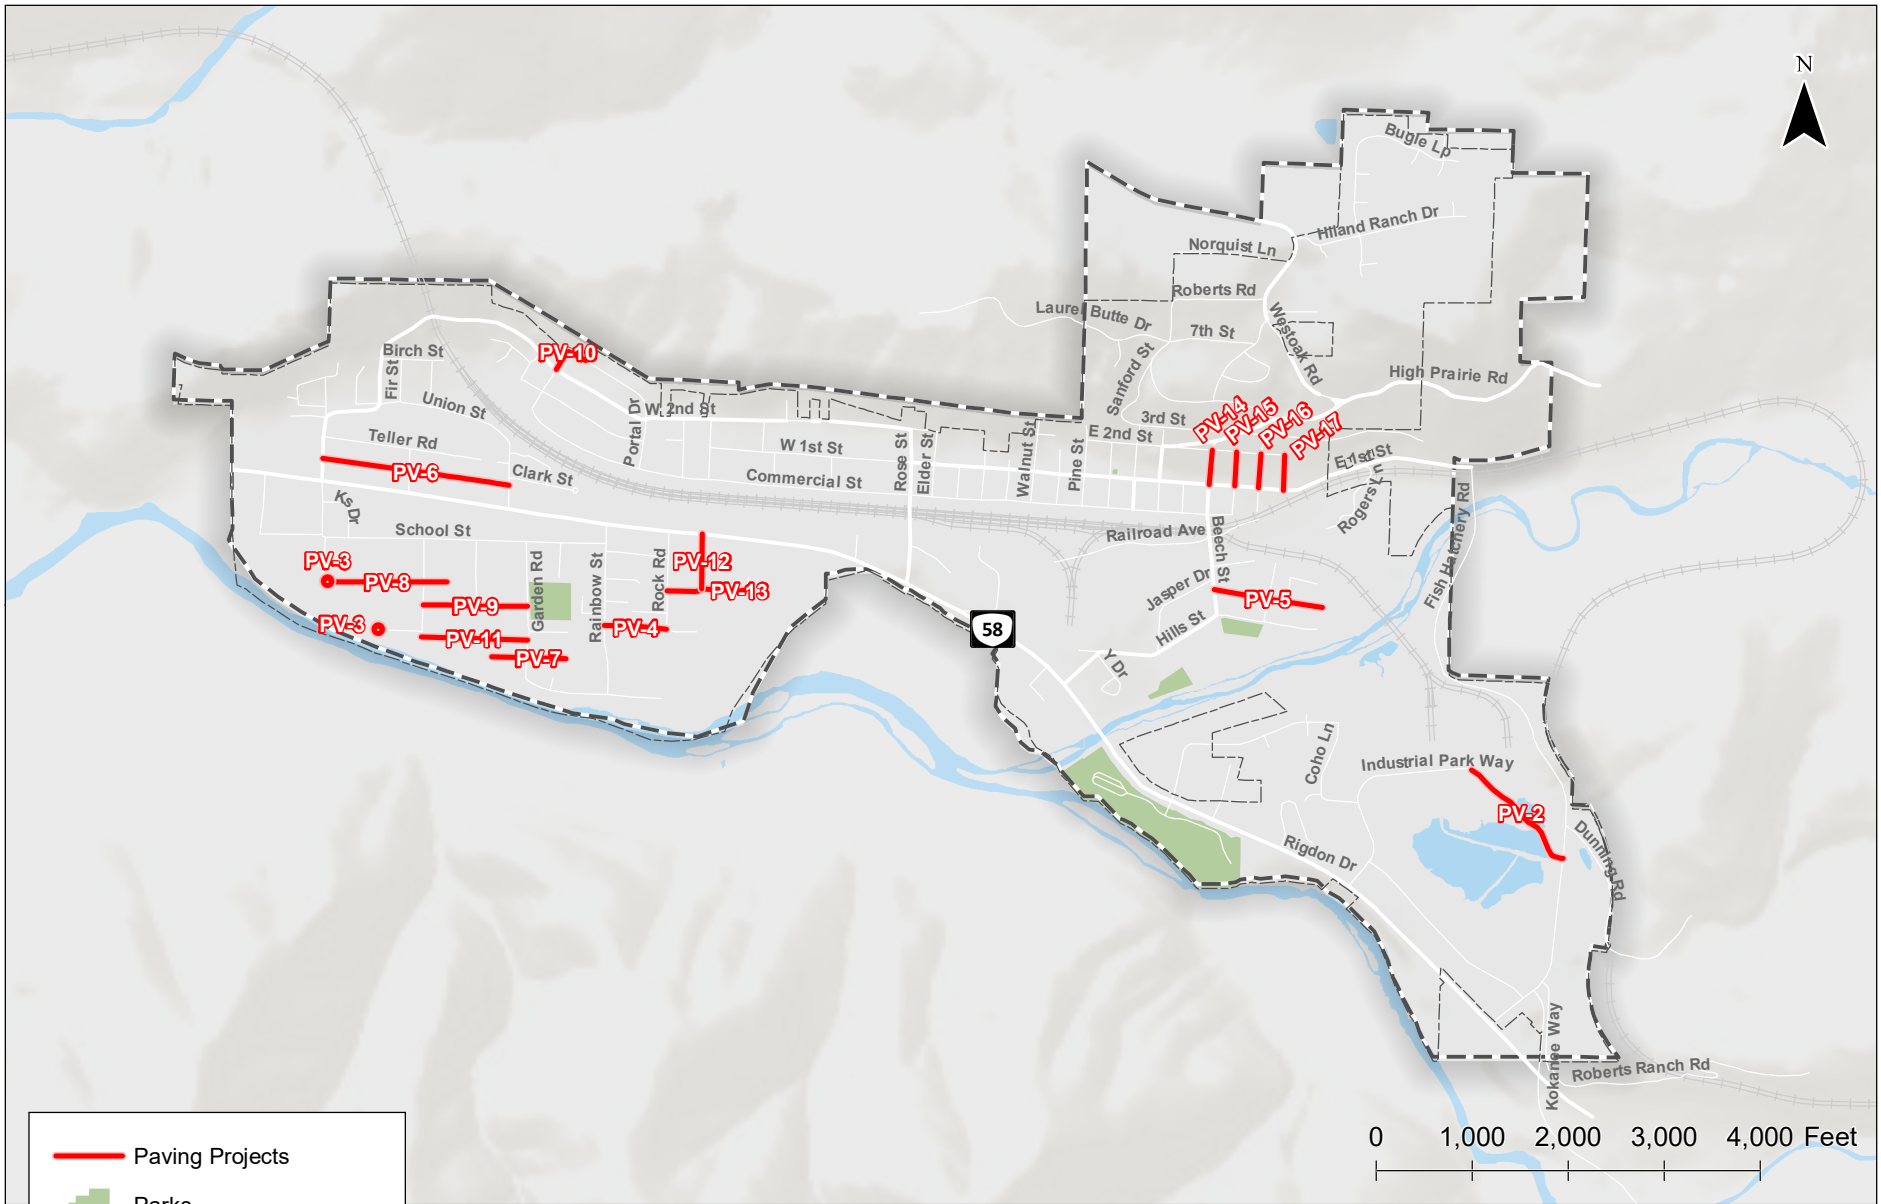 N
Bugle Lp
Hiland Ranch Dr
Norquist Ln
Roberts Rd
Laurel Butte Dr
7th St
Westoak Rd
Sanford St
High Prairie Rd
Birch St
PV-10
Fir St
Union St
W 2nd St
Portal Dr
Teller Rd
PV-6
Clark St
W 1st St
Commercial St
Rose St
Elder St
Walnut St
Pine St
3rd St
E 2nd St
PV-14
PV-15
PV-16
PV-17
E 1st St
Rogers Ln
Ks Dr
School St
Railroad Ave
Beech St
Fish Hatchery Rd
PV-3
PV-8
PV-12
PV-13
Garden Rd
Rainbow St
Rock Rd
PV-9
PV-3
PV-11
PV-4
PV-7
Jasper Dr
PV-5
Hills St
58
Y Dr
Coho Ln
Industrial Park Way
PV-2
Dunning Rd
Rigdon Dr
Kokanee Way
Roberts Ranch Rd
0 1,000 2,000 3,000 4,000 Feet
Paving Projects
Parks